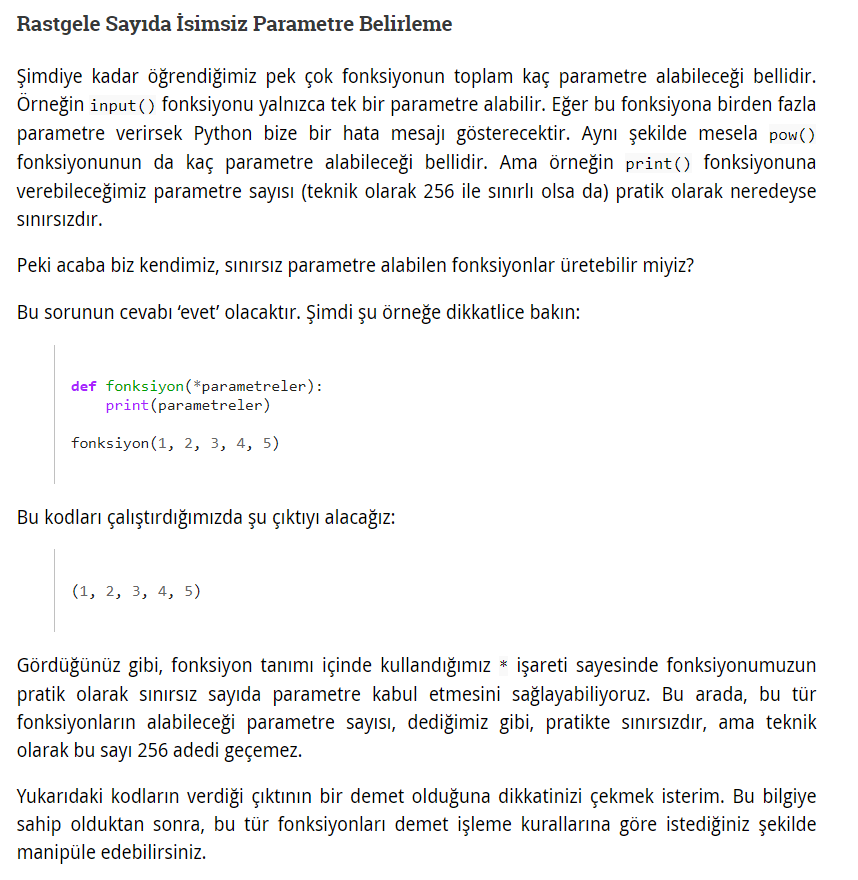 Rastgele Sayıda İsimsiz Parametre Belirleme
Şimdiye kadar öğrendiğimiz pek çok fonksiyonun toplam kaç parametre alabileceği bellidir.
Örneğin input() fonksiyonu yalnızca tek bir parametre alabilir. Eğer bu fonksiyona birden fazla
parametre verirsek Python bize bir hata mesajı gösterecektir. Aynı şekilde mesela pow()
fonksiyonunun da kaç parametre alabileceği bellidir. Ama örneğin print() fonksiyonuna
verebileceğimiz parametre sayısı (teknik olarak 256 ile sınırlı olsa da) pratik olarak neredeyse
sınırsızdır.
Peki acaba biz kendimiz, sınırsız parametre alabilen fonksiyonlar üretebilir miyiz?
Bu sorunun cevabı ‘evet’ olacaktır. Şimdi şu örneğe dikkatlice bakın:
def fonksiyon(*parametreler):
    print(parametreler)
fonksiyon(1, 2, 3, 4, 5)
Bu kodları çalıştırdığımızda şu çıktıyı alacağız:
(1, 2, 3, 4, 5)
Gördüğünüz gibi, fonksiyon tanımı içinde kullandığımız * işareti sayesinde fonksiyonumuzun
pratik olarak sınırsız sayıda parametre kabul etmesini sağlayabiliyoruz. Bu arada, bu tür
fonksiyonların alabileceği parametre sayısı, dediğimiz gibi, pratikte sınırsızdır, ama teknik
olarak bu sayı 256 adedi geçemez.
Yukarıdaki kodların verdiği çıktının bir demet olduğuna dikkatinizi çekmek isterim. Bu bilgiye
sahip olduktan sonra, bu tür fonksiyonları demet işleme kurallarına göre istediğiniz şekilde
manipüle edebilirsiniz.